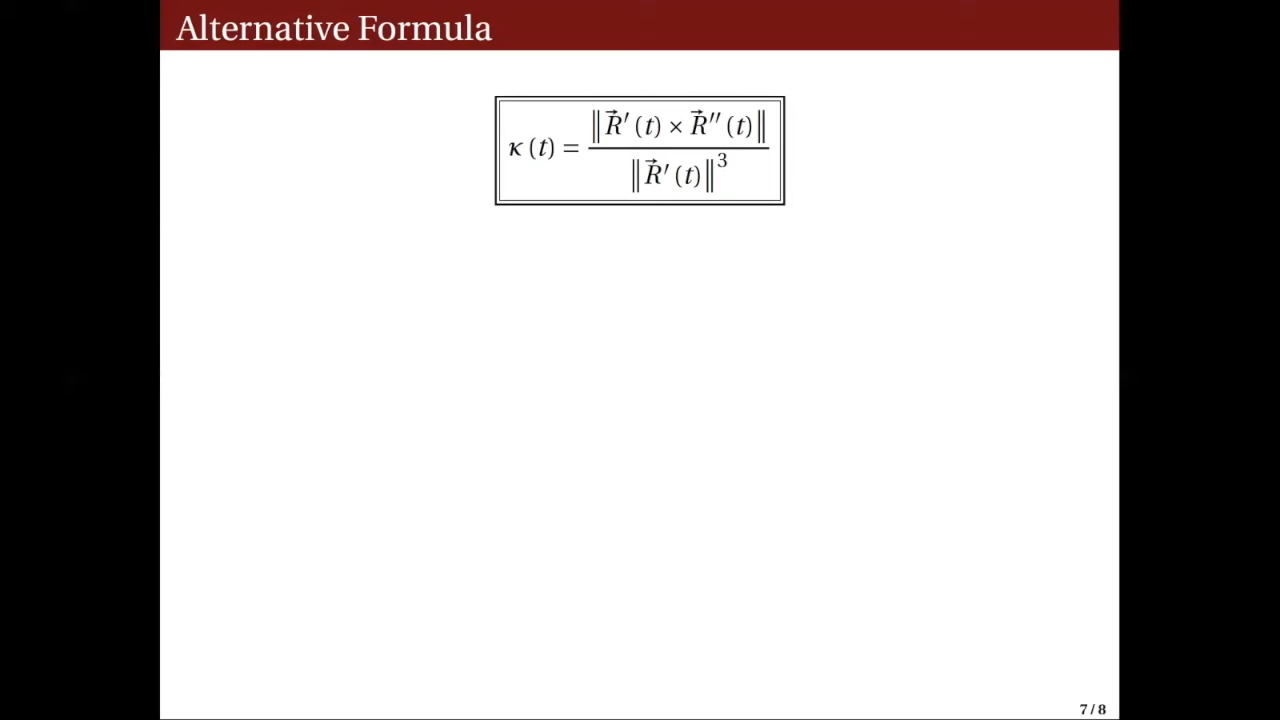 Alternative Formula
κ (t) = ‖R⃗′ (t) × R⃗′′ (t)‖ / ‖R⃗′ (t)‖³
7 / 8